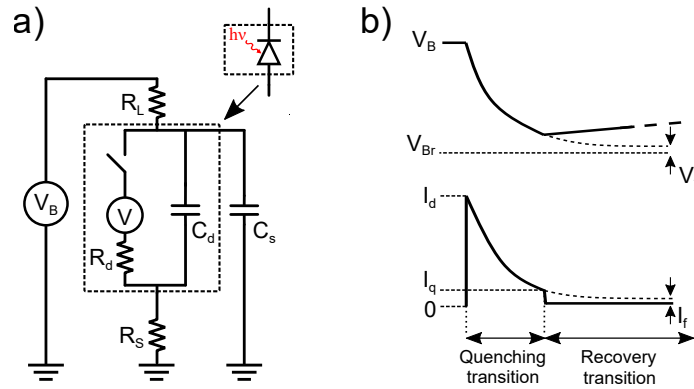 a)
hν
R_L
V_B
V
R_d
C_d
C_s
R_S
b)
V_B
V_Br
V
I_d
I_q
0
I_f
Quenching transition
Recovery transition